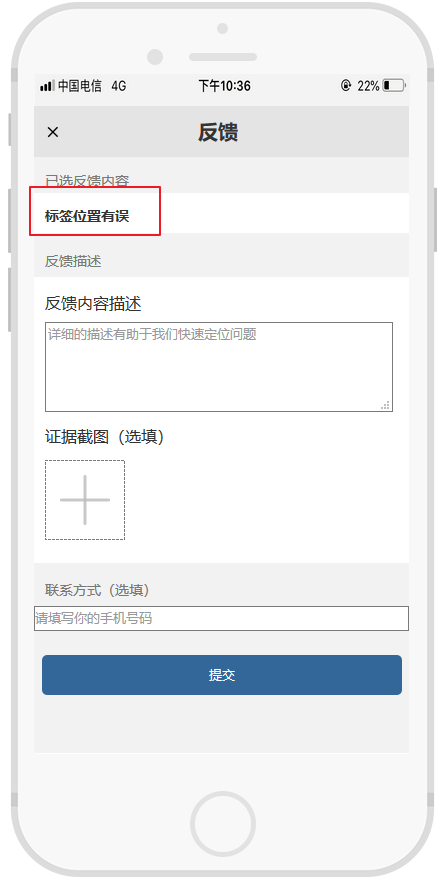 中国电信 4G 下午10:36 22%
× 反馈
已选反馈内容
标签位置有误
反馈描述
反馈内容描述
详细的描述有助于我们快速定位问题
证据截图（选填）
联系方式（选填）
请填写你的手机号码
提交